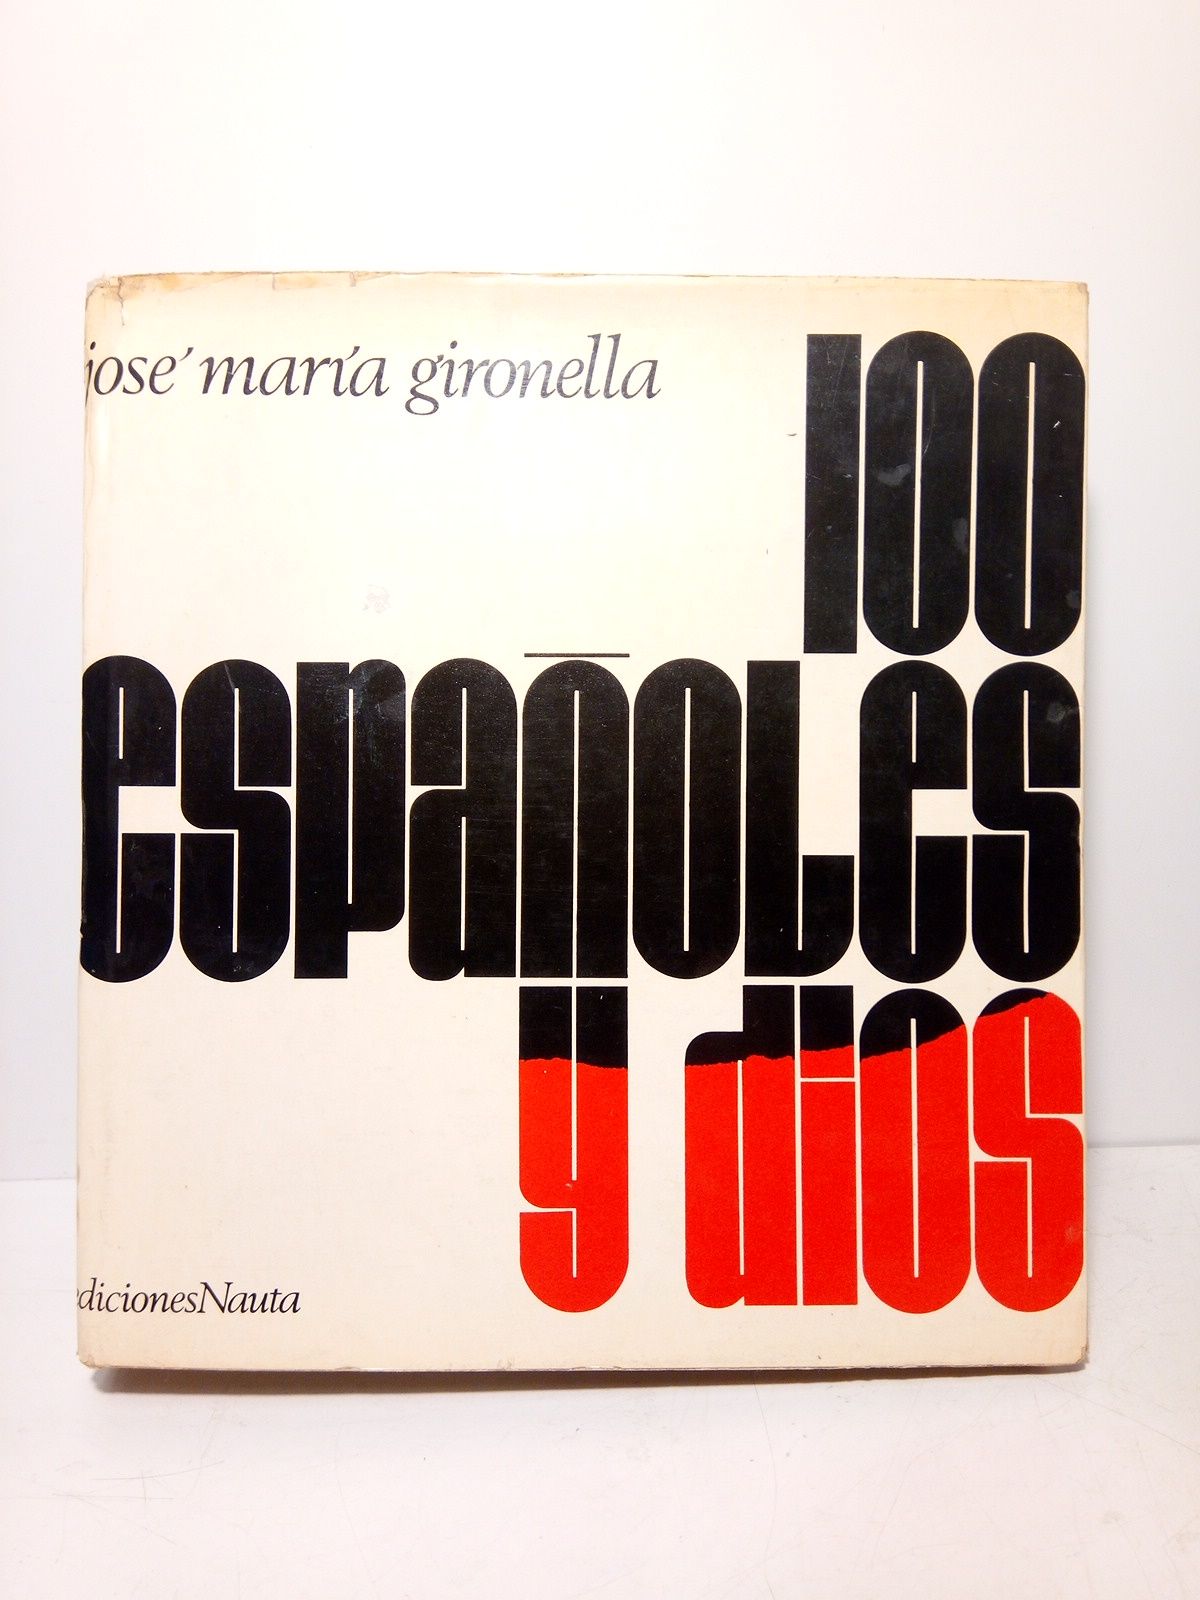 josé maría gironella
100
españoles
y dios
edicionesNauta